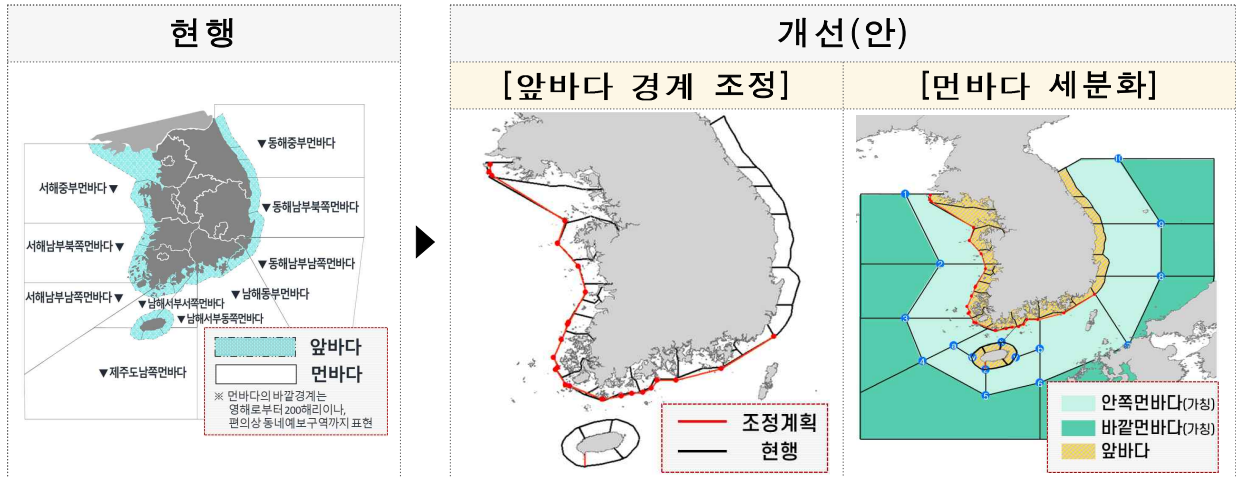 현행
▼동해중부먼바다
서해중부먼바다▼
▼동해남부북쪽먼바다
서해남부북쪽먼바다▼
▼동해남부남쪽먼바다
서해남부남쪽먼바다▼
▼남해동부먼바다
▼남해서부서쪽먼바다
▼남해서부동쪽먼바다
▼제주도남쪽먼바다
앞바다
먼바다
※ 먼바다의 바깥경계는
영해로부터 200해리이나,
편의상 동네예보구역까지 표현
개선(안)
[앞바다 경계 조정]
조정계획
현행
[먼바다 세분화]
1
2
3
4
5
6
안쪽먼바다(가칭)
바깥먼바다(가칭)
앞바다